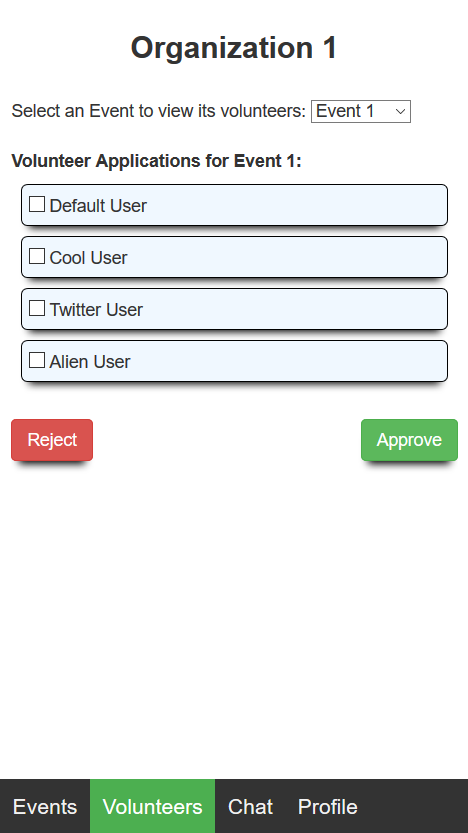 Organization 1
Select an Event to view its volunteers: Event 1
Volunteer Applications for Event 1:
Default User
Cool User
Twitter User
Alien User
Reject Approve
Events Volunteers Chat Profile